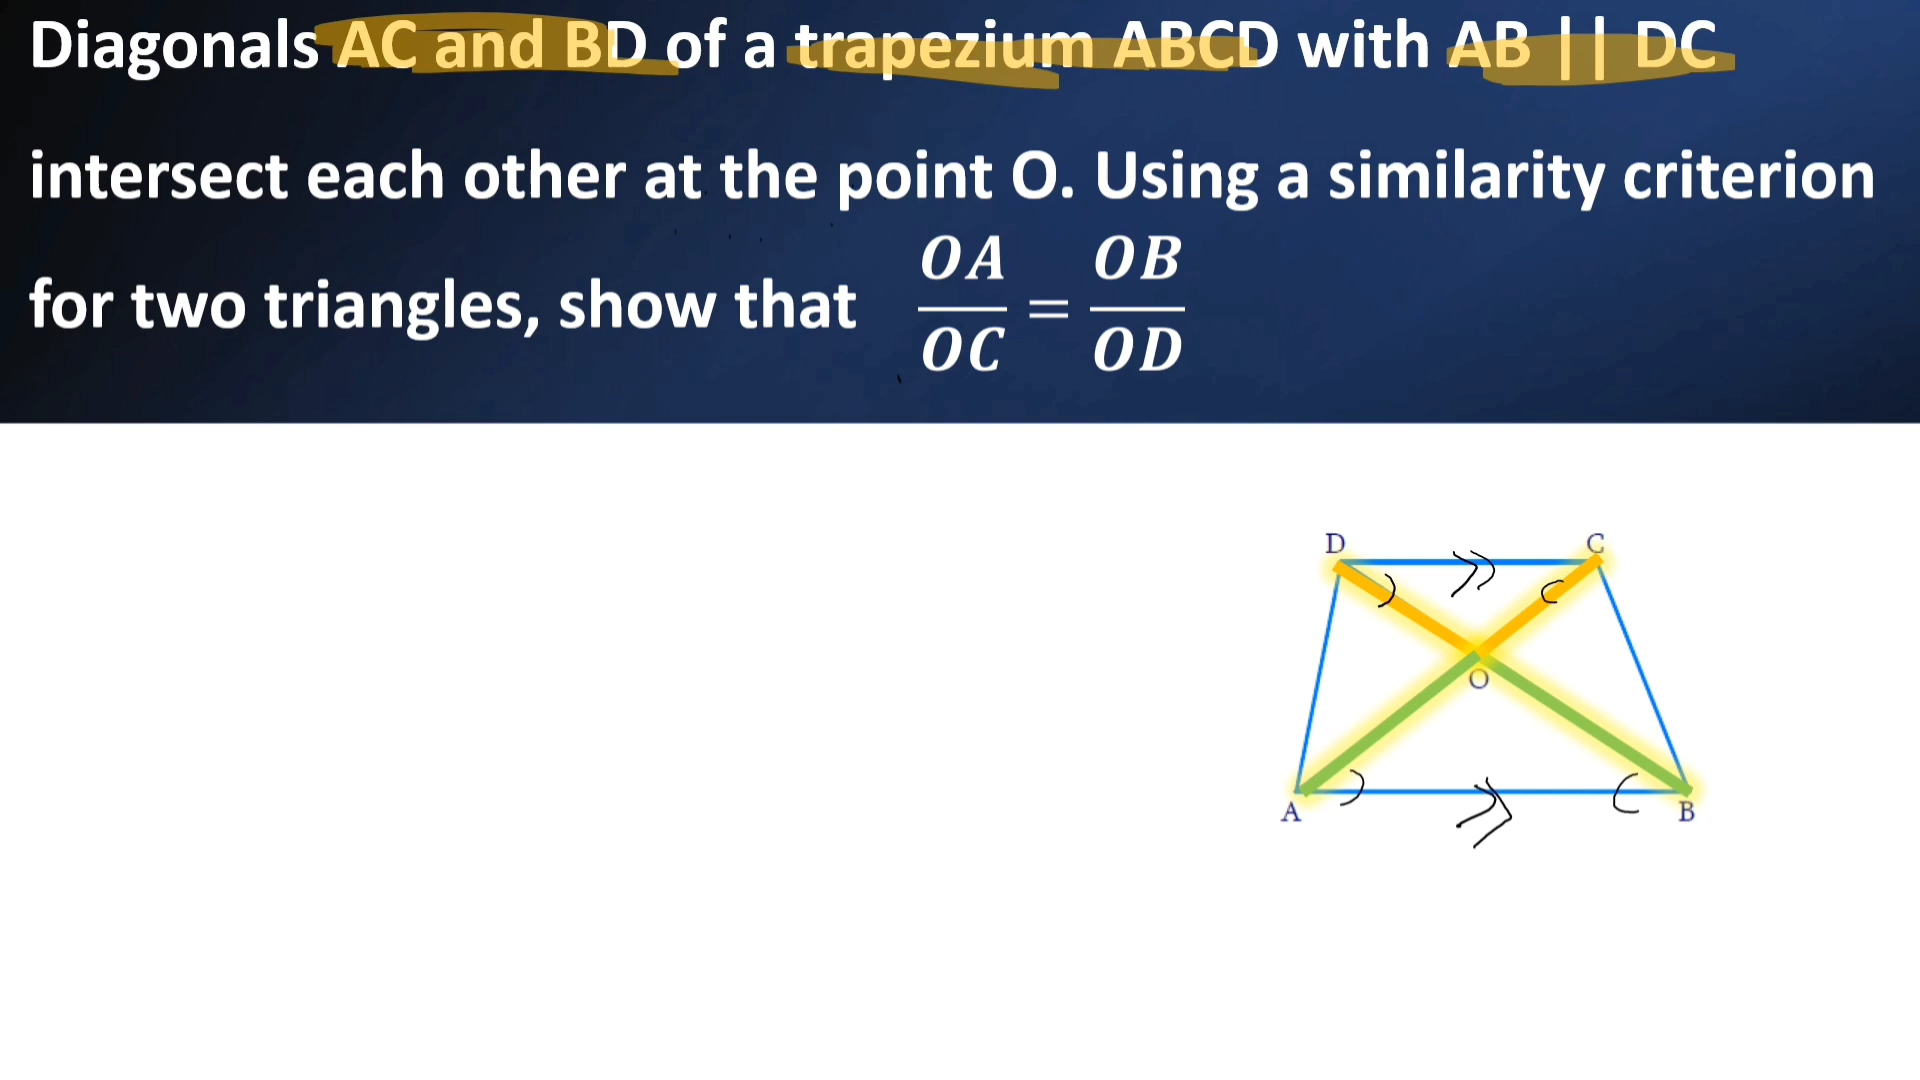 Diagonals AC and BD of a trapezium ABCD with AB || DC
intersect each other at the point O. Using a similarity criterion
for two triangles, show that OA/OC = OB/OD
D C
O
A B